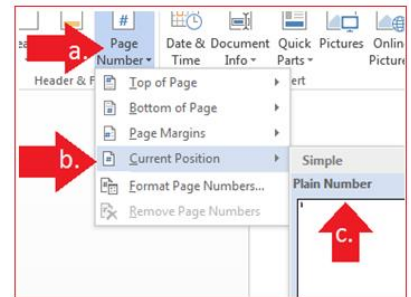 Page Date & Document Quick Pictures Onlin
Number Time Info Parts Picture
Header & F
ert
a.
Top of Page
Bottom of Page
Page Margins
b.
Current Position
Simple
Format Page Numbers...
Plain Number
Remove Page Numbers
c.